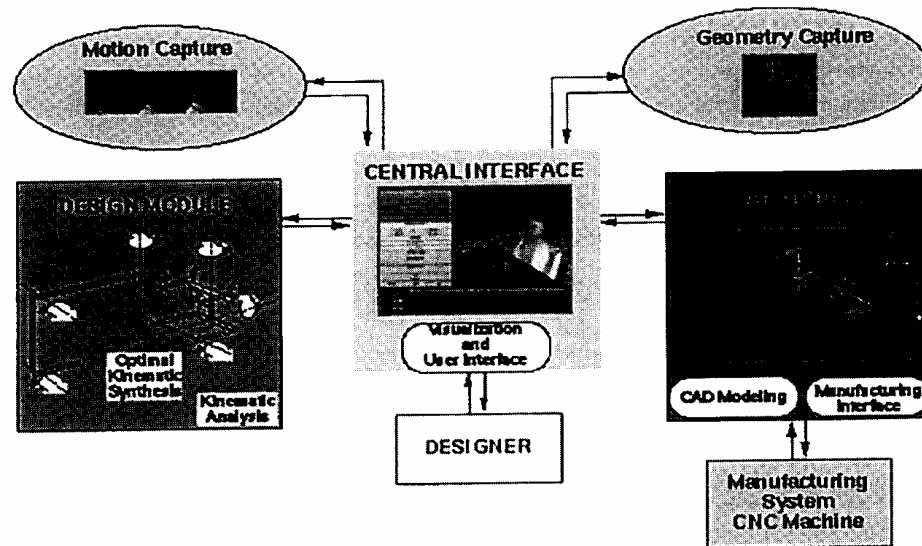 Motion Capture
Geometry Capture
CENTRAL INTERFACE
DESIGN MODULE
Visualization
and
User Interface
Optimal
Kinematic
Synthesis
Kinematic
Analysis
CAD Modeling
Manufacturing
Interface
DESIGNER
Manufacturing
System
CNC Machine